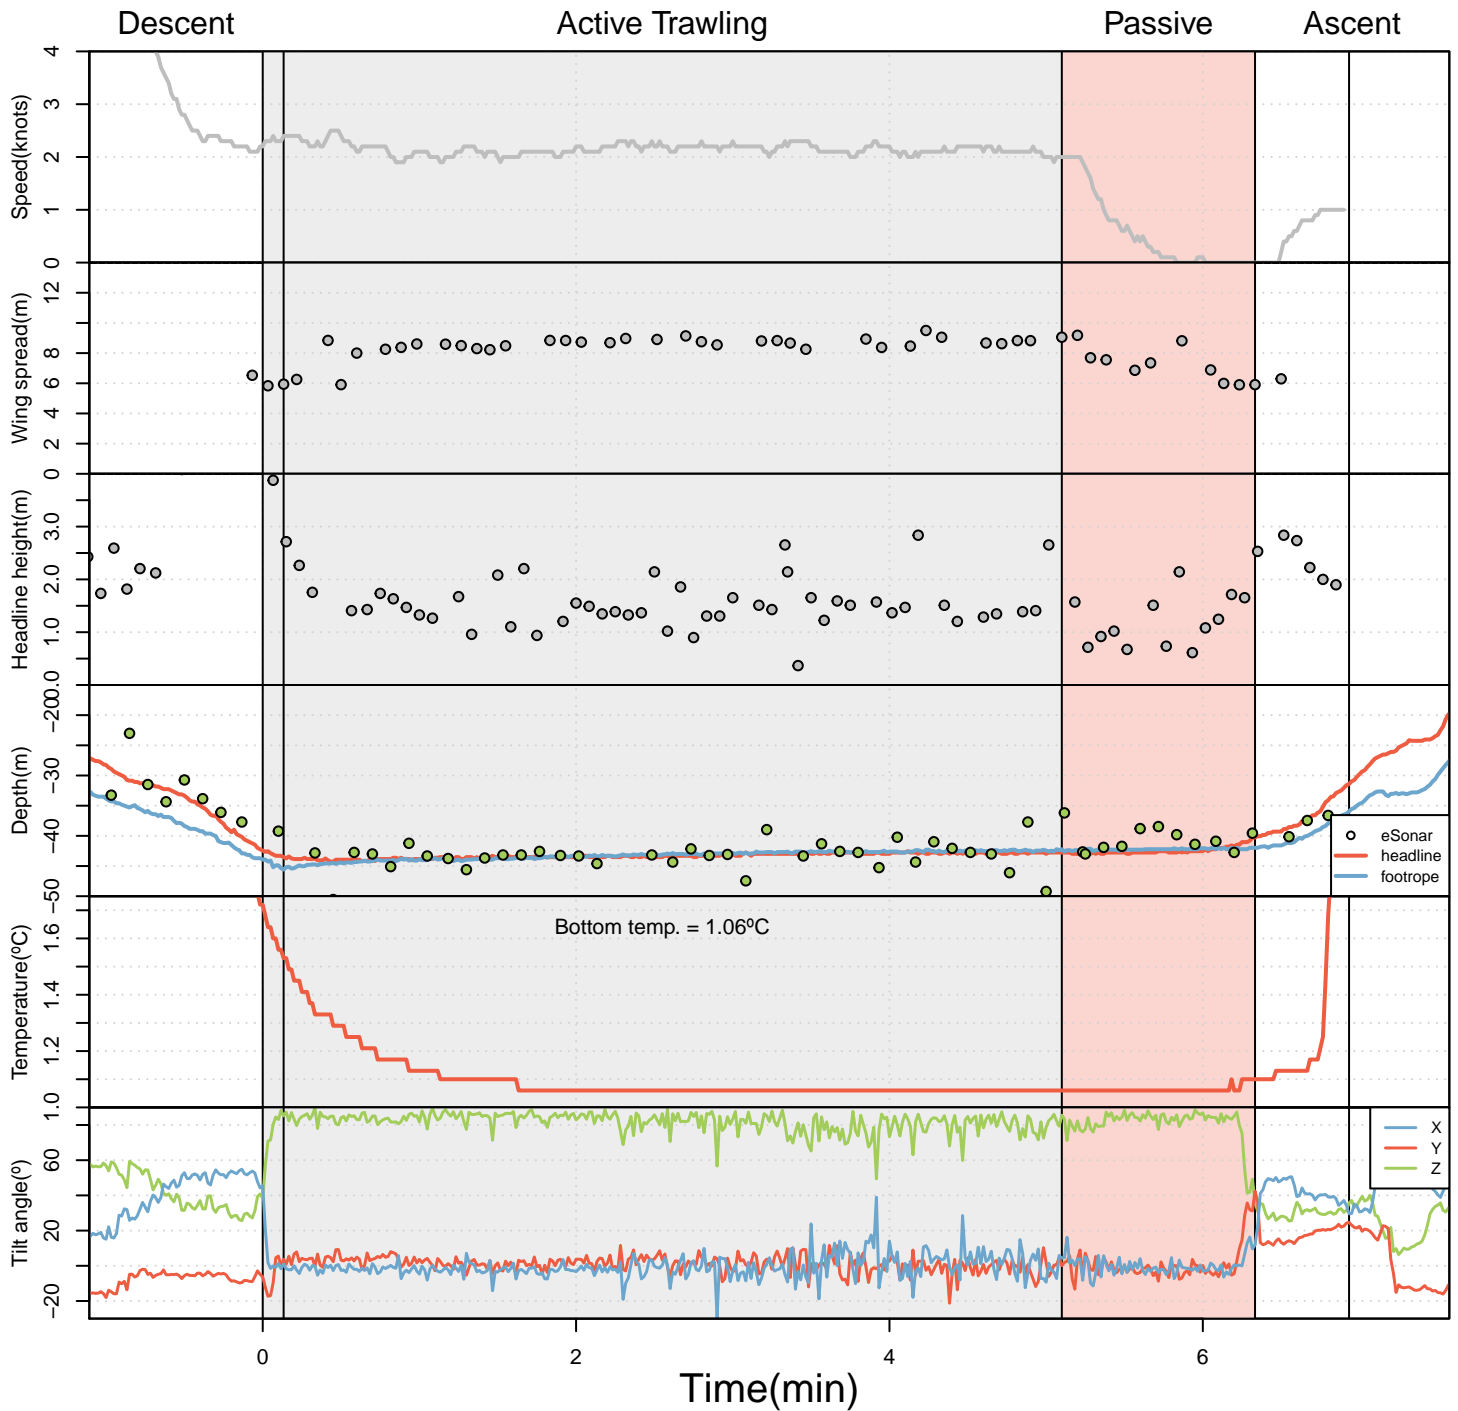 Descent Active Trawling Passive Ascent
Speed(knots)
4
3
2
1
0
Wing spread(m)
12
8
6
4
2
0
Headline height(m)
3.0
2.0
1.0
0.0
Depth(m)
−20
−30
−40
−50
eSonar
headline
footrope
Temperature(ºC)
1.6
1.4
1.2
1.0
Bottom temp. = 1.06ºC
Tilt angle(º)
60
20
−20
X
Y
Z
0 2 4 6
Time(min)